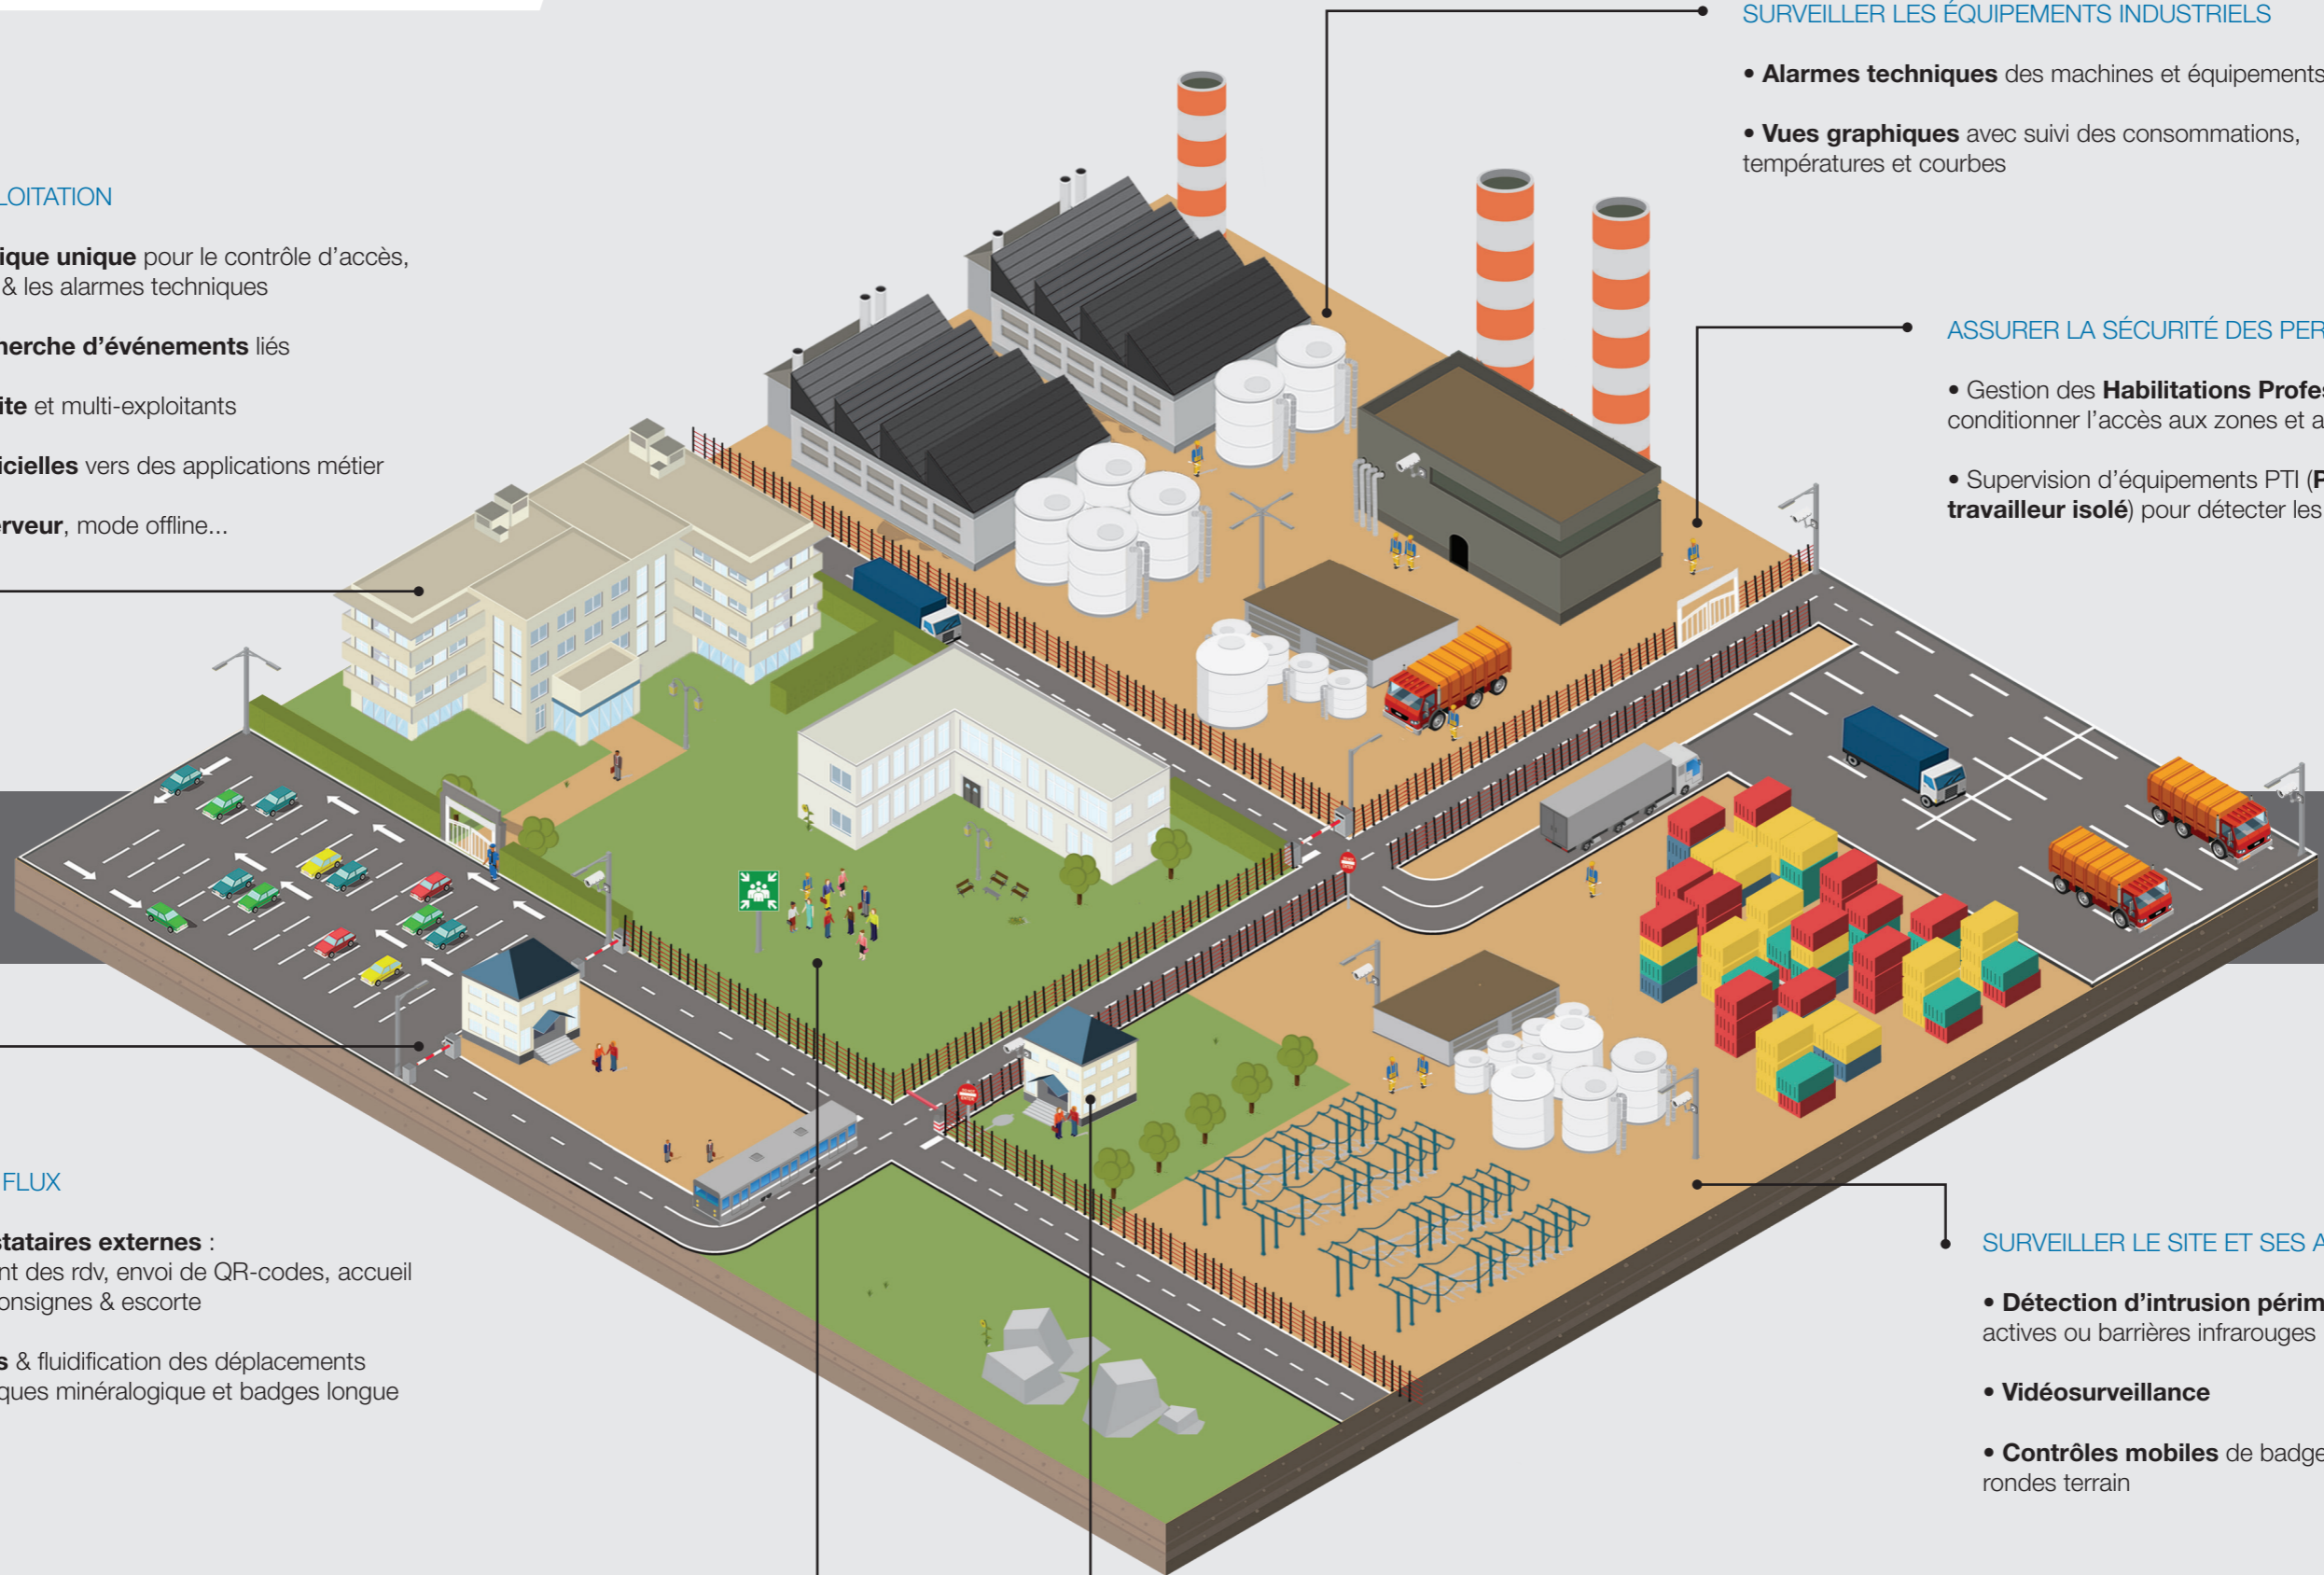 SURVEILLER LES ÉQUIPEMENTS INDUSTRIELS
• Alarmes techniques des machines et équipements
• Vues graphiques avec suivi des consommations,
températures et courbes
LOITATION
ique unique pour le contrôle d’accès,
& les alarmes techniques
herche d’événements liés
ite et multi-exploitants
icielles vers des applications métier
erveur, mode offline...
ASSURER LA SÉCURITÉ DES PER
• Gestion des Habilitations Profes
conditionner l’accès aux zones et a
• Supervision d’équipements PTI (P
travailleur isolé) pour détecter les
FLUX
stataires externes :
nt des rdv, envoi de QR-codes, accueil
onsignes & escorte
s & fluidification des déplacements
ques minéralogique et badges longue
SURVEILLER LE SITE ET SES A
• Détection d’intrusion périm
actives ou barrières infrarouges
• Vidéosurveillance
• Contrôles mobiles de badge
rondes terrain